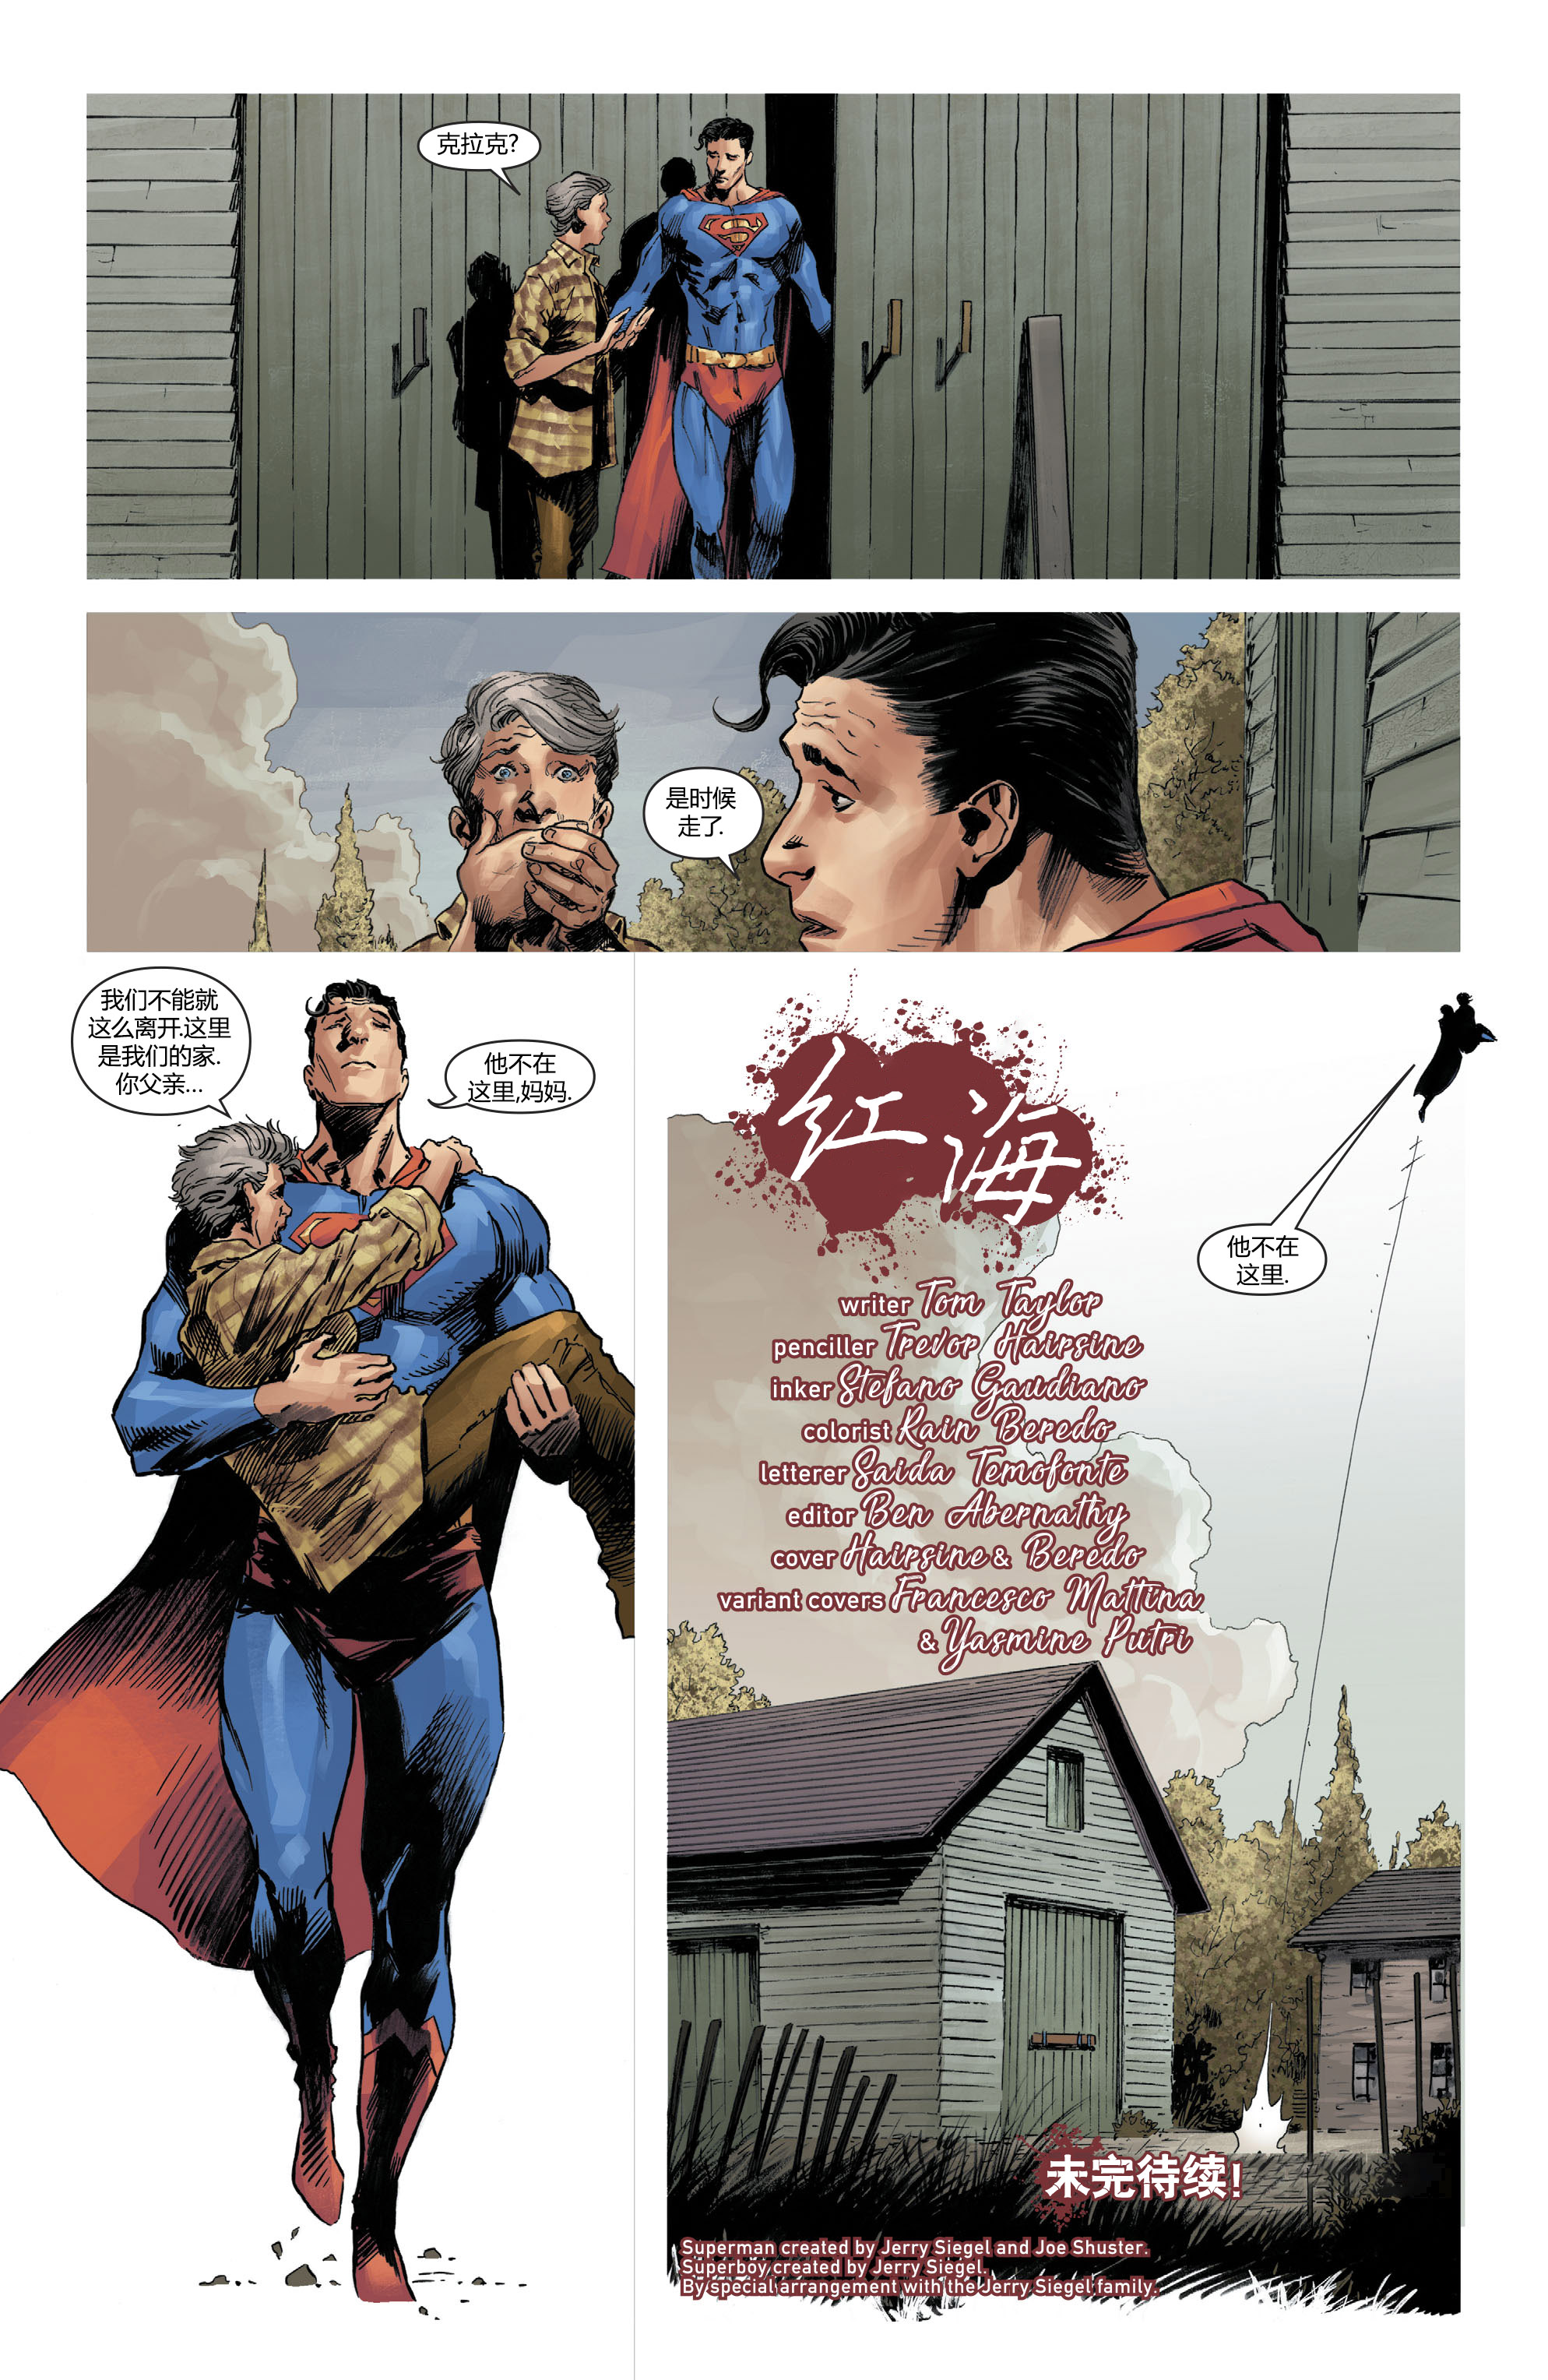 克拉克?
是时候
走了.
我们不能就
这么离开.这里
是我们的家.
你父亲...
他不在
这里,妈妈.
红海
他不在
这里.
writer Tom Taylor
penciller Trevor Hairsine
inker Stefano Gaudiano
colorist Rain Beredo
letterer Saida Temofonte
editor Ben Abernathy
cover Hairsine & Beredo
variant covers Francesco Mattina
& Yasmine Putri
未完待续!
Superman created by Jerry Siegel and Joe Shuster.
Superboy created by Jerry Siegel.
By special arrangement with the Jerry Siegel family.